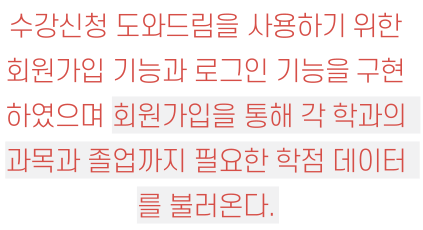 수강신청 도와드림을 사용하기 위한
회원가입 기능과 로그인 기능을 구현
하였으며 회원가입을 통해 각 학과의
과목과 졸업까지 필요한 학점 데이터
를 불러온다.